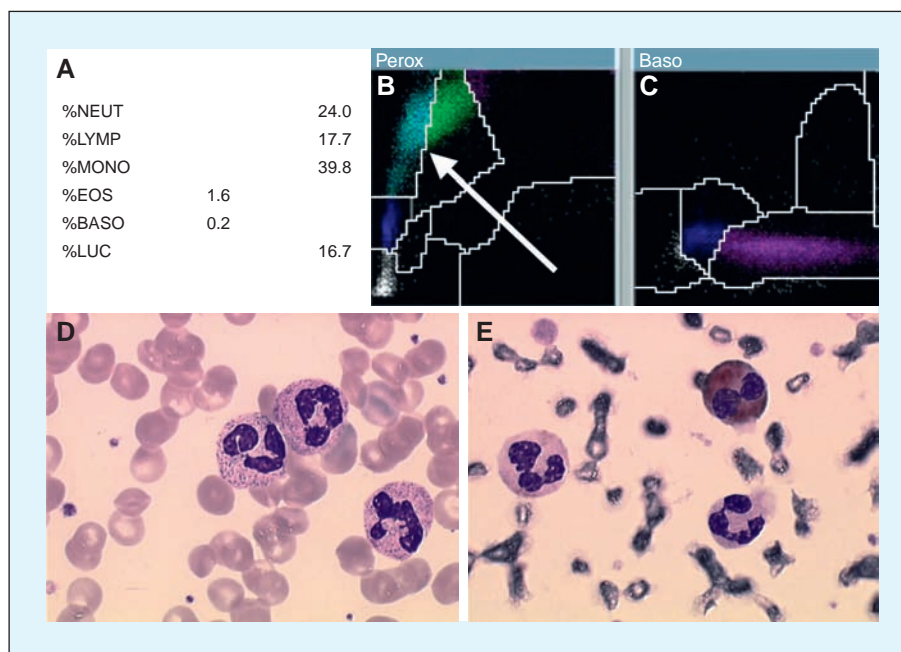 A
%NEUT 24.0
%LYMP 17.7
%MONO 39.8
%EOS 1.6
%BASO 0.2
%LUC 16.7
Perox
B
Baso
C
D
E